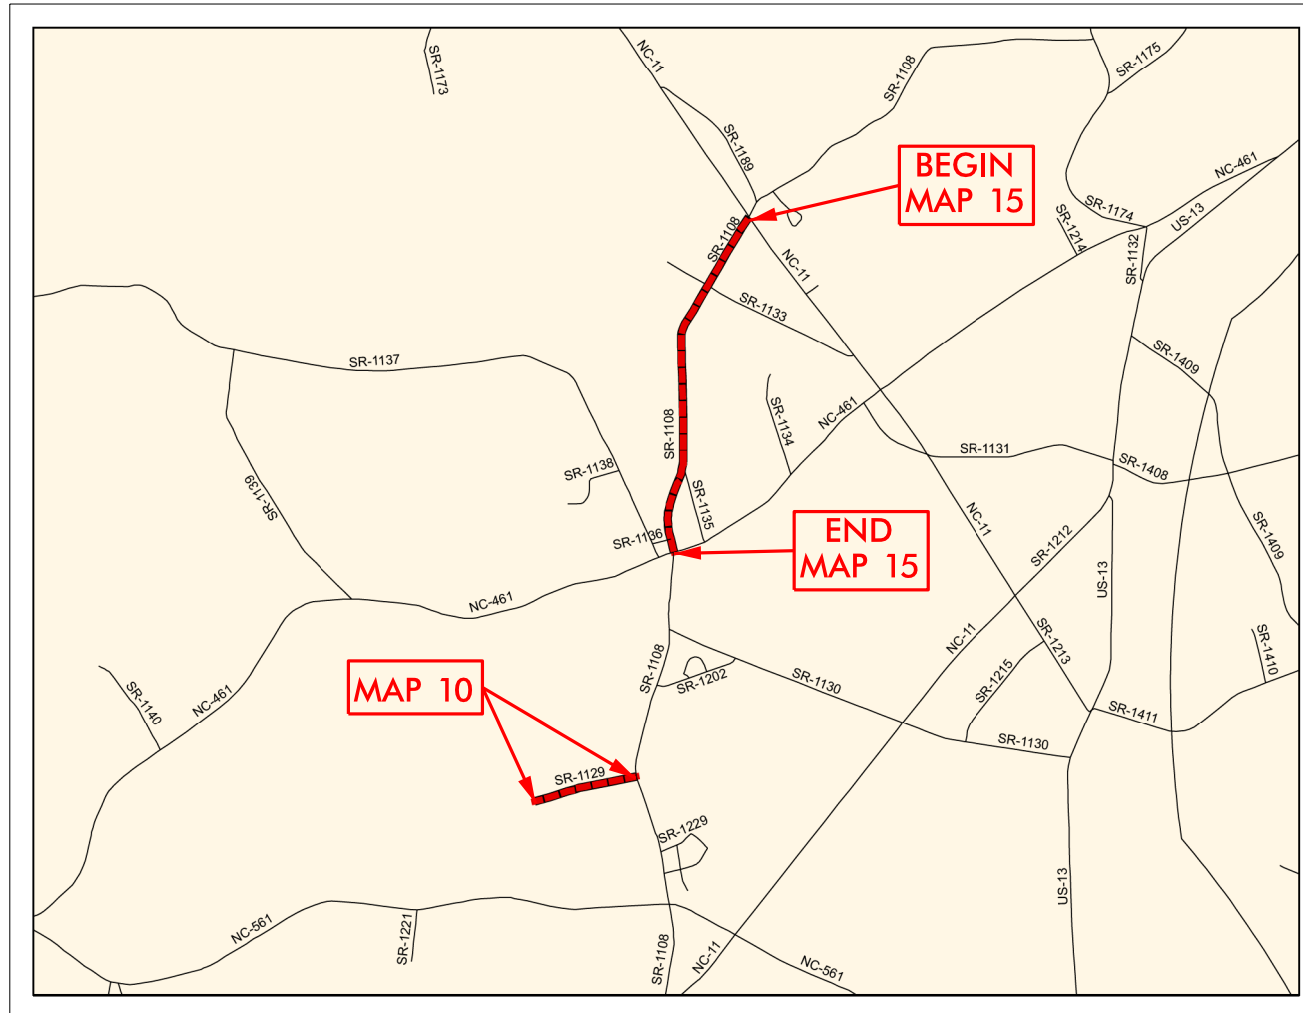 SR-1173
NC-11
SR-1108
SR-1175
SR-1189
BEGIN
MAP 15
NC-461
SR-1174
US-13
SR-1214
SR-1132
SR-1108
NC-11
SR-1133
SR-1137
SR-1409
SR-1108
SR-1134
NC-461
SR-1131
SR-1408
SR-1138
SR-1139
SR-1135
NC-11
SR-1136
END
MAP 15
SR-1212
US-13
SR-1409
NC-461
SR-1108
NC-11
SR-1213
SR-1410
SR-1202
SR-1130
SR-1215
MAP 10
NC-461
SR-1140
SR-1411
SR-1130
SR-1129
SR-1229
US-13
NC-561
SR-1221
SR-1108
NC-11
NC-561